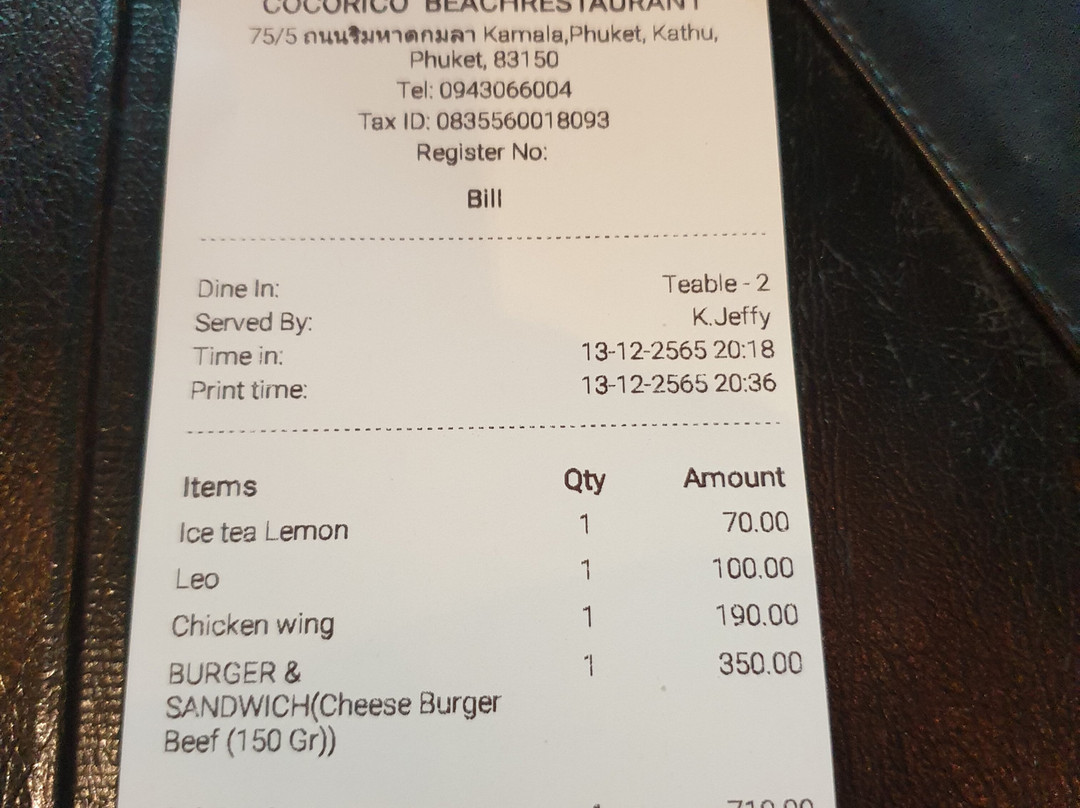 COCORICO BEACHRESTAURANT
75/5 ถนนริมหาดกมลา Kamala,Phuket, Kathu,
Phuket, 83150
Tel: 0943066004
Tax ID: 0835560018093
Register No:
Bill
Dine In: Teable - 2
Served By: K.Jeffy
Time in: 13-12-2565 20:18
Print time: 13-12-2565 20:36
Items Qty Amount
Ice tea Lemon 1 70.00
Leo 1 100.00
Chicken wing 1 190.00
BURGER & 1 350.00
SANDWICH(Cheese Burger
Beef (150 Gr))
710.00